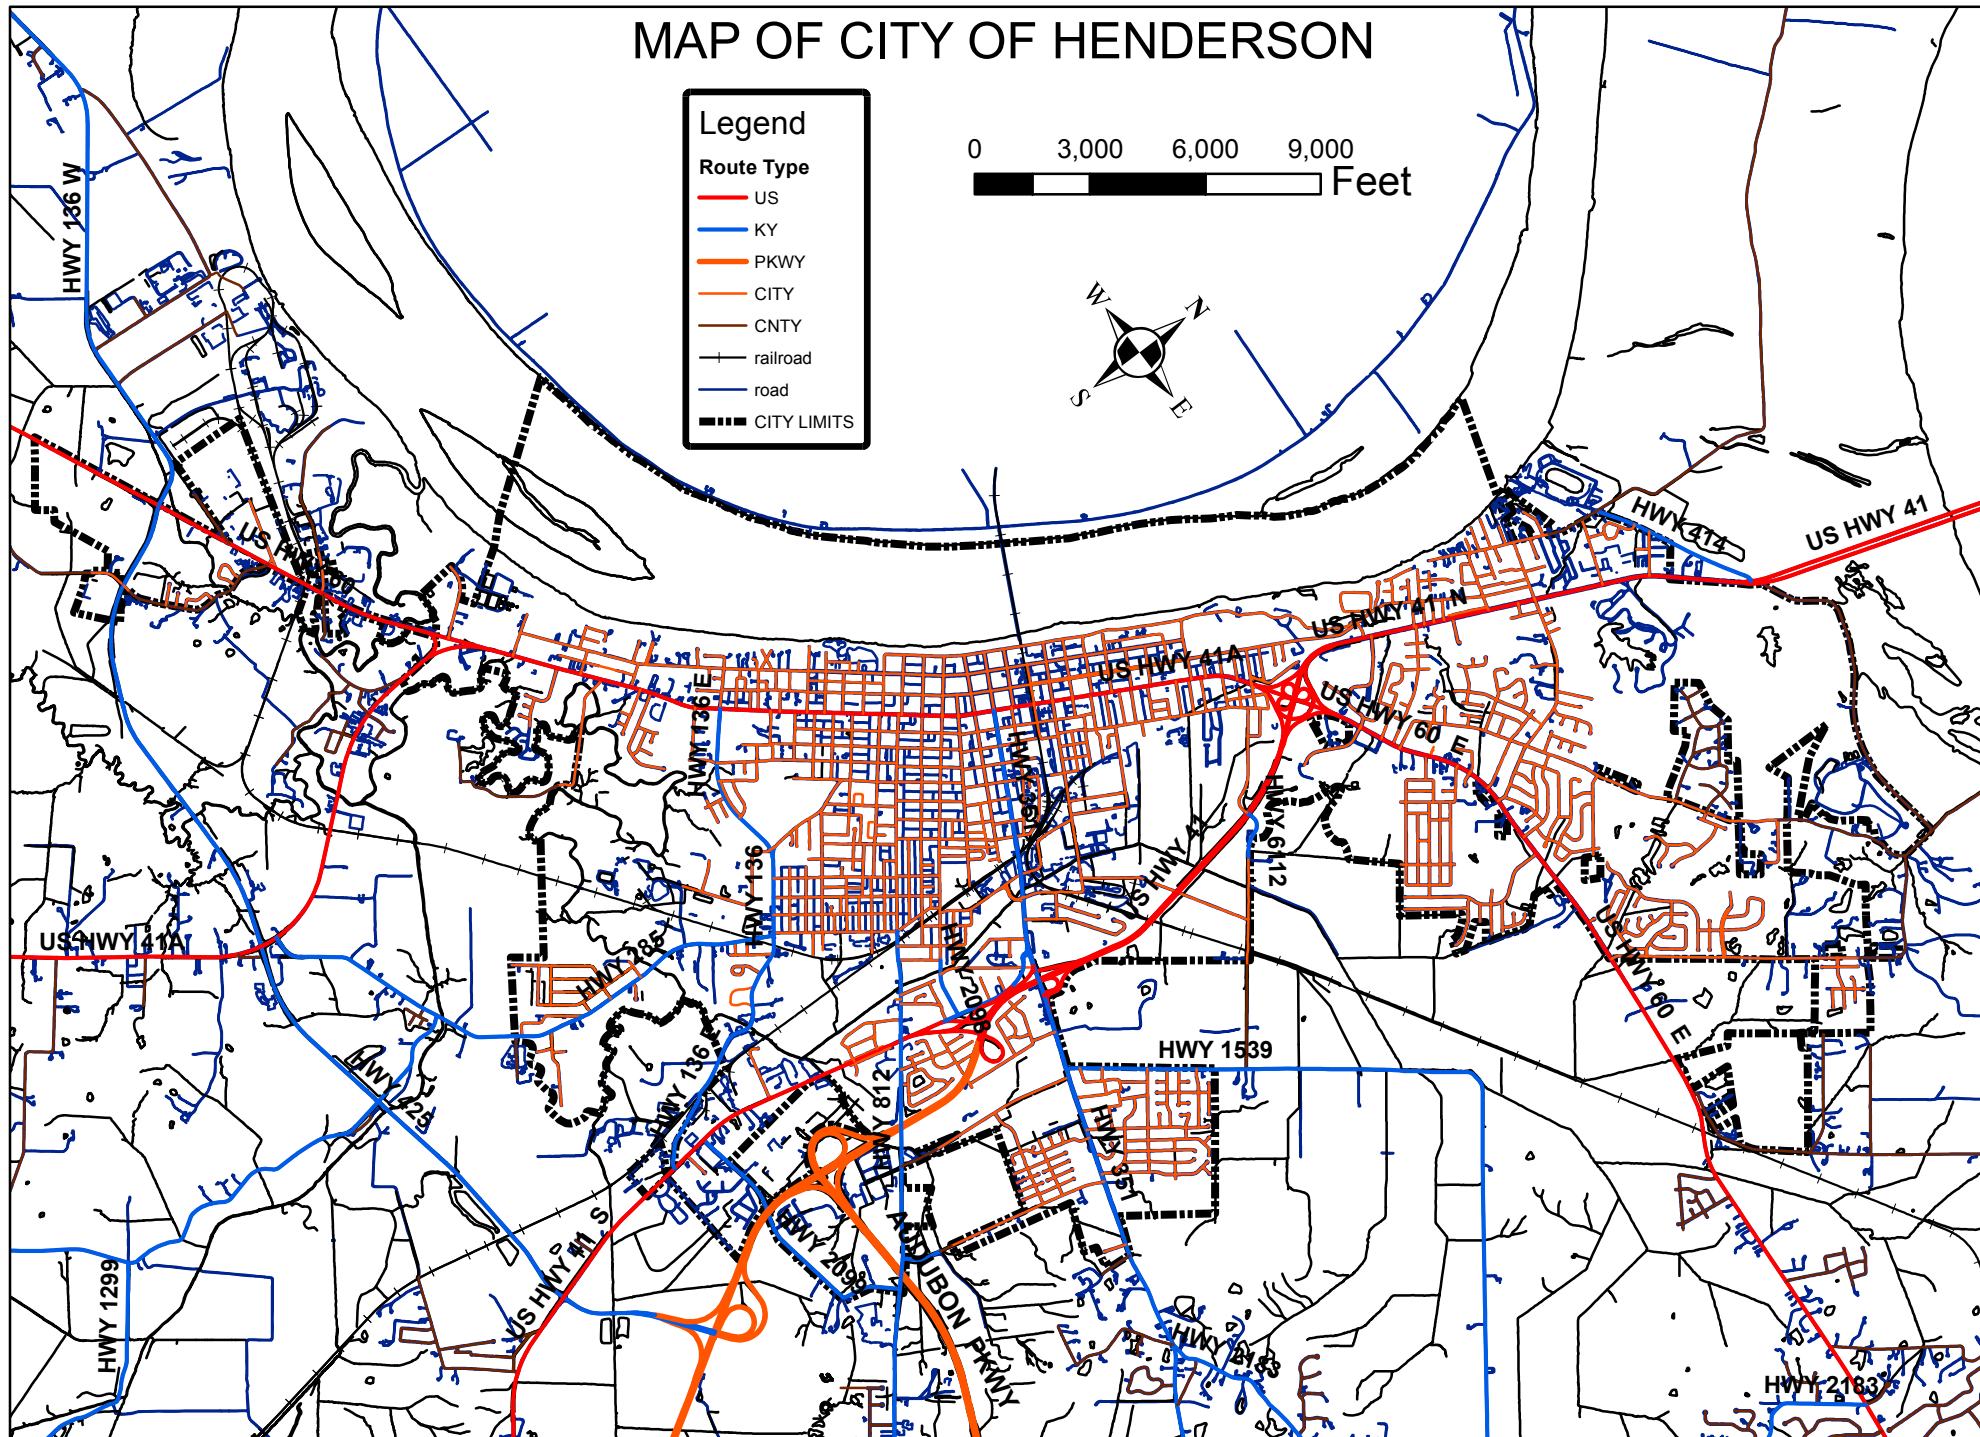 MAP OF CITY OF HENDERSON
Legend
Route Type
US
KY
PKWY
CITY
CNTY
railroad
road
CITY LIMITS
0 3,000 6,000 9,000
Feet
W
N
S
E
HWY 136 W
US HWY 60
HWY 414
US HWY 41
US HWY 41 N
US HWY 41A
US HWY 60 E
HWM 136 E
HWY 6112
US HWY 41
HWY 136
HWY 285
US HWY 41A
HWY 2098
US HWY 60 E
HWY 1539
HWY 425
HWY 136
HWY 812
HWY 351
US HWY 41 S
HWY 2098
AUDUBON PKWY
HWY 1299
HWY 2183
HWY 2183